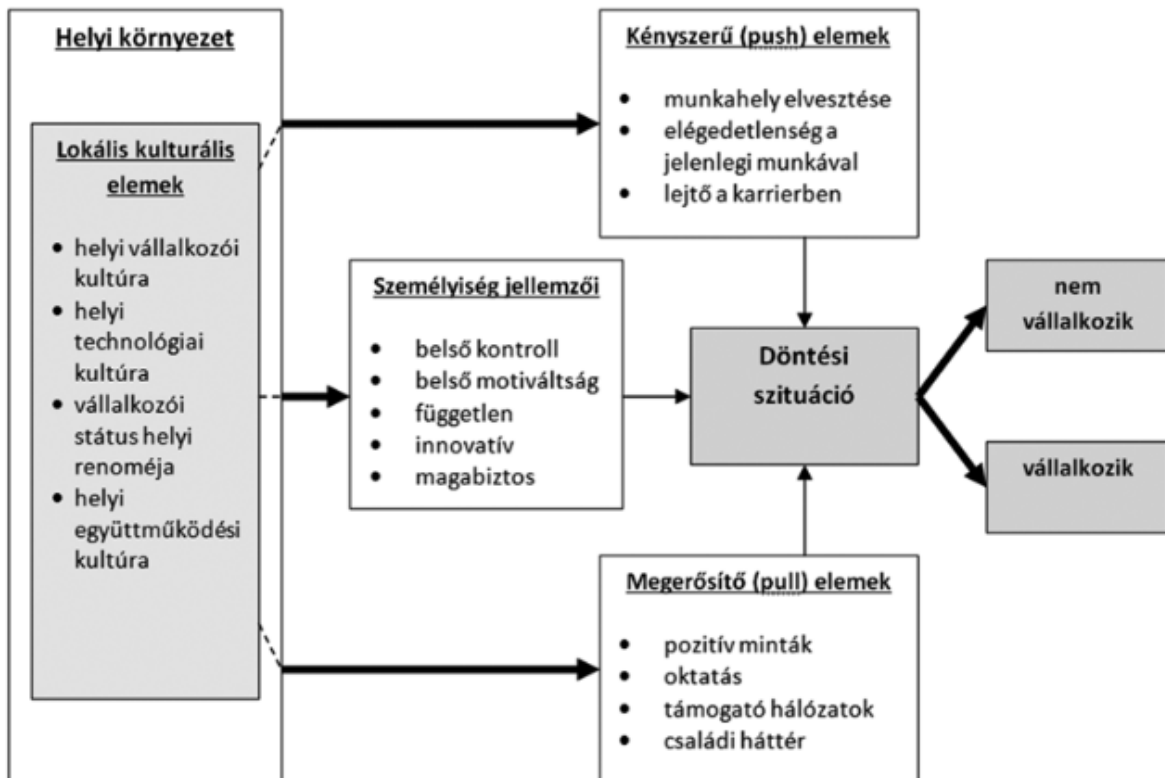 Helyi környezet
Lokális kulturális
elemek
• helyi vállalkozói
kultúra
• helyi
technológiai
kultúra
• vállalkozói
státus helyi
renoméja
• helyi
együttműködési
kultúra
Kényszerű (push) elemek
• munkahely elvesztése
• elégedetlenség a
jelenlegi munkával
• lejtő a karrierben
Személyiség jellemzői
• belső kontroll
• belső motiváltság
• független
• innovatív
• magabiztos
Megerősítő (pull) elemek
• pozitív minták
• oktatás
• támogató hálózatok
• családi háttér
Döntési
szituáció
nem
vállalkozik
vállalkozik